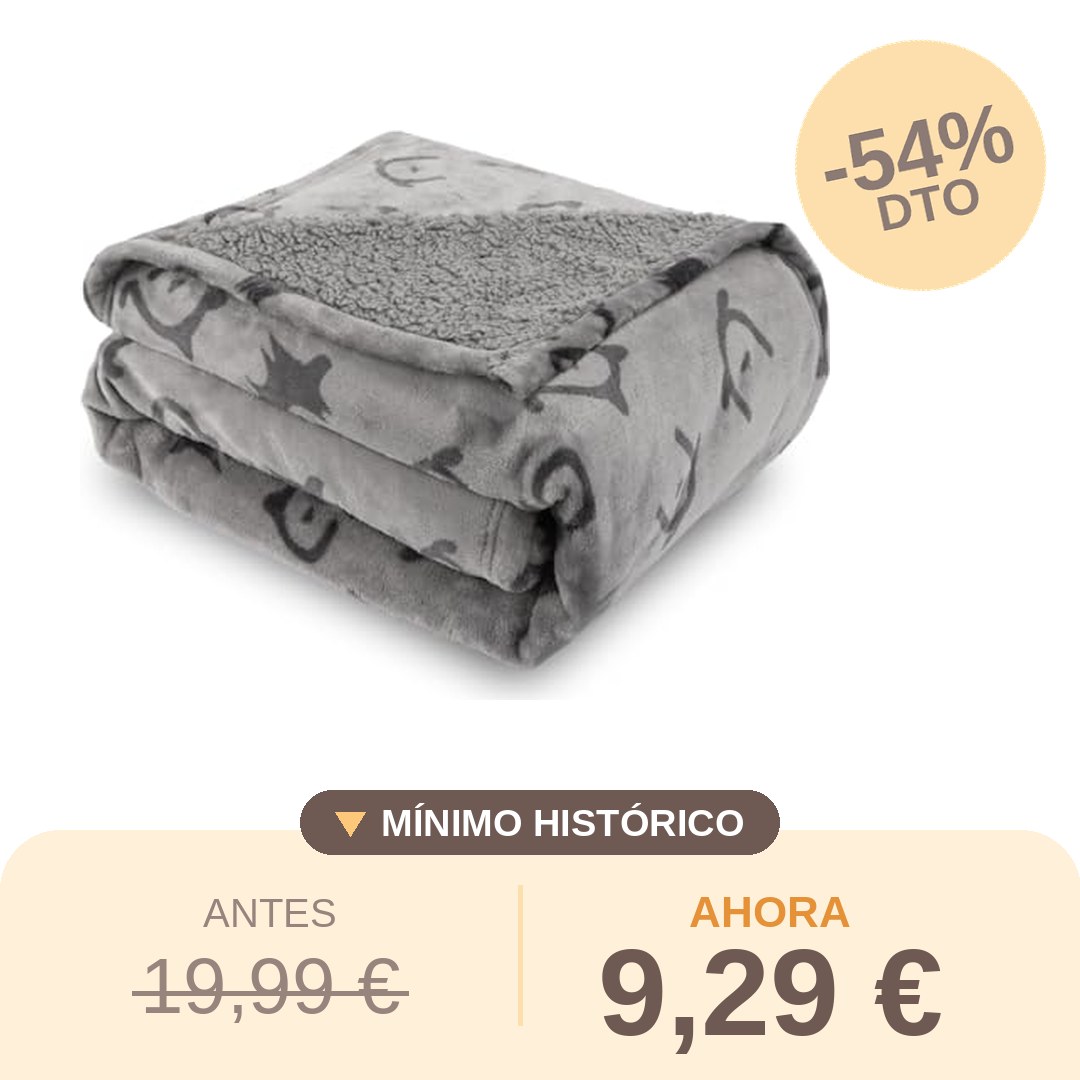 -54%
DTO
MÍNIMO HISTÓRICO
ANTES
19,99 €
AHORA
9,29 €